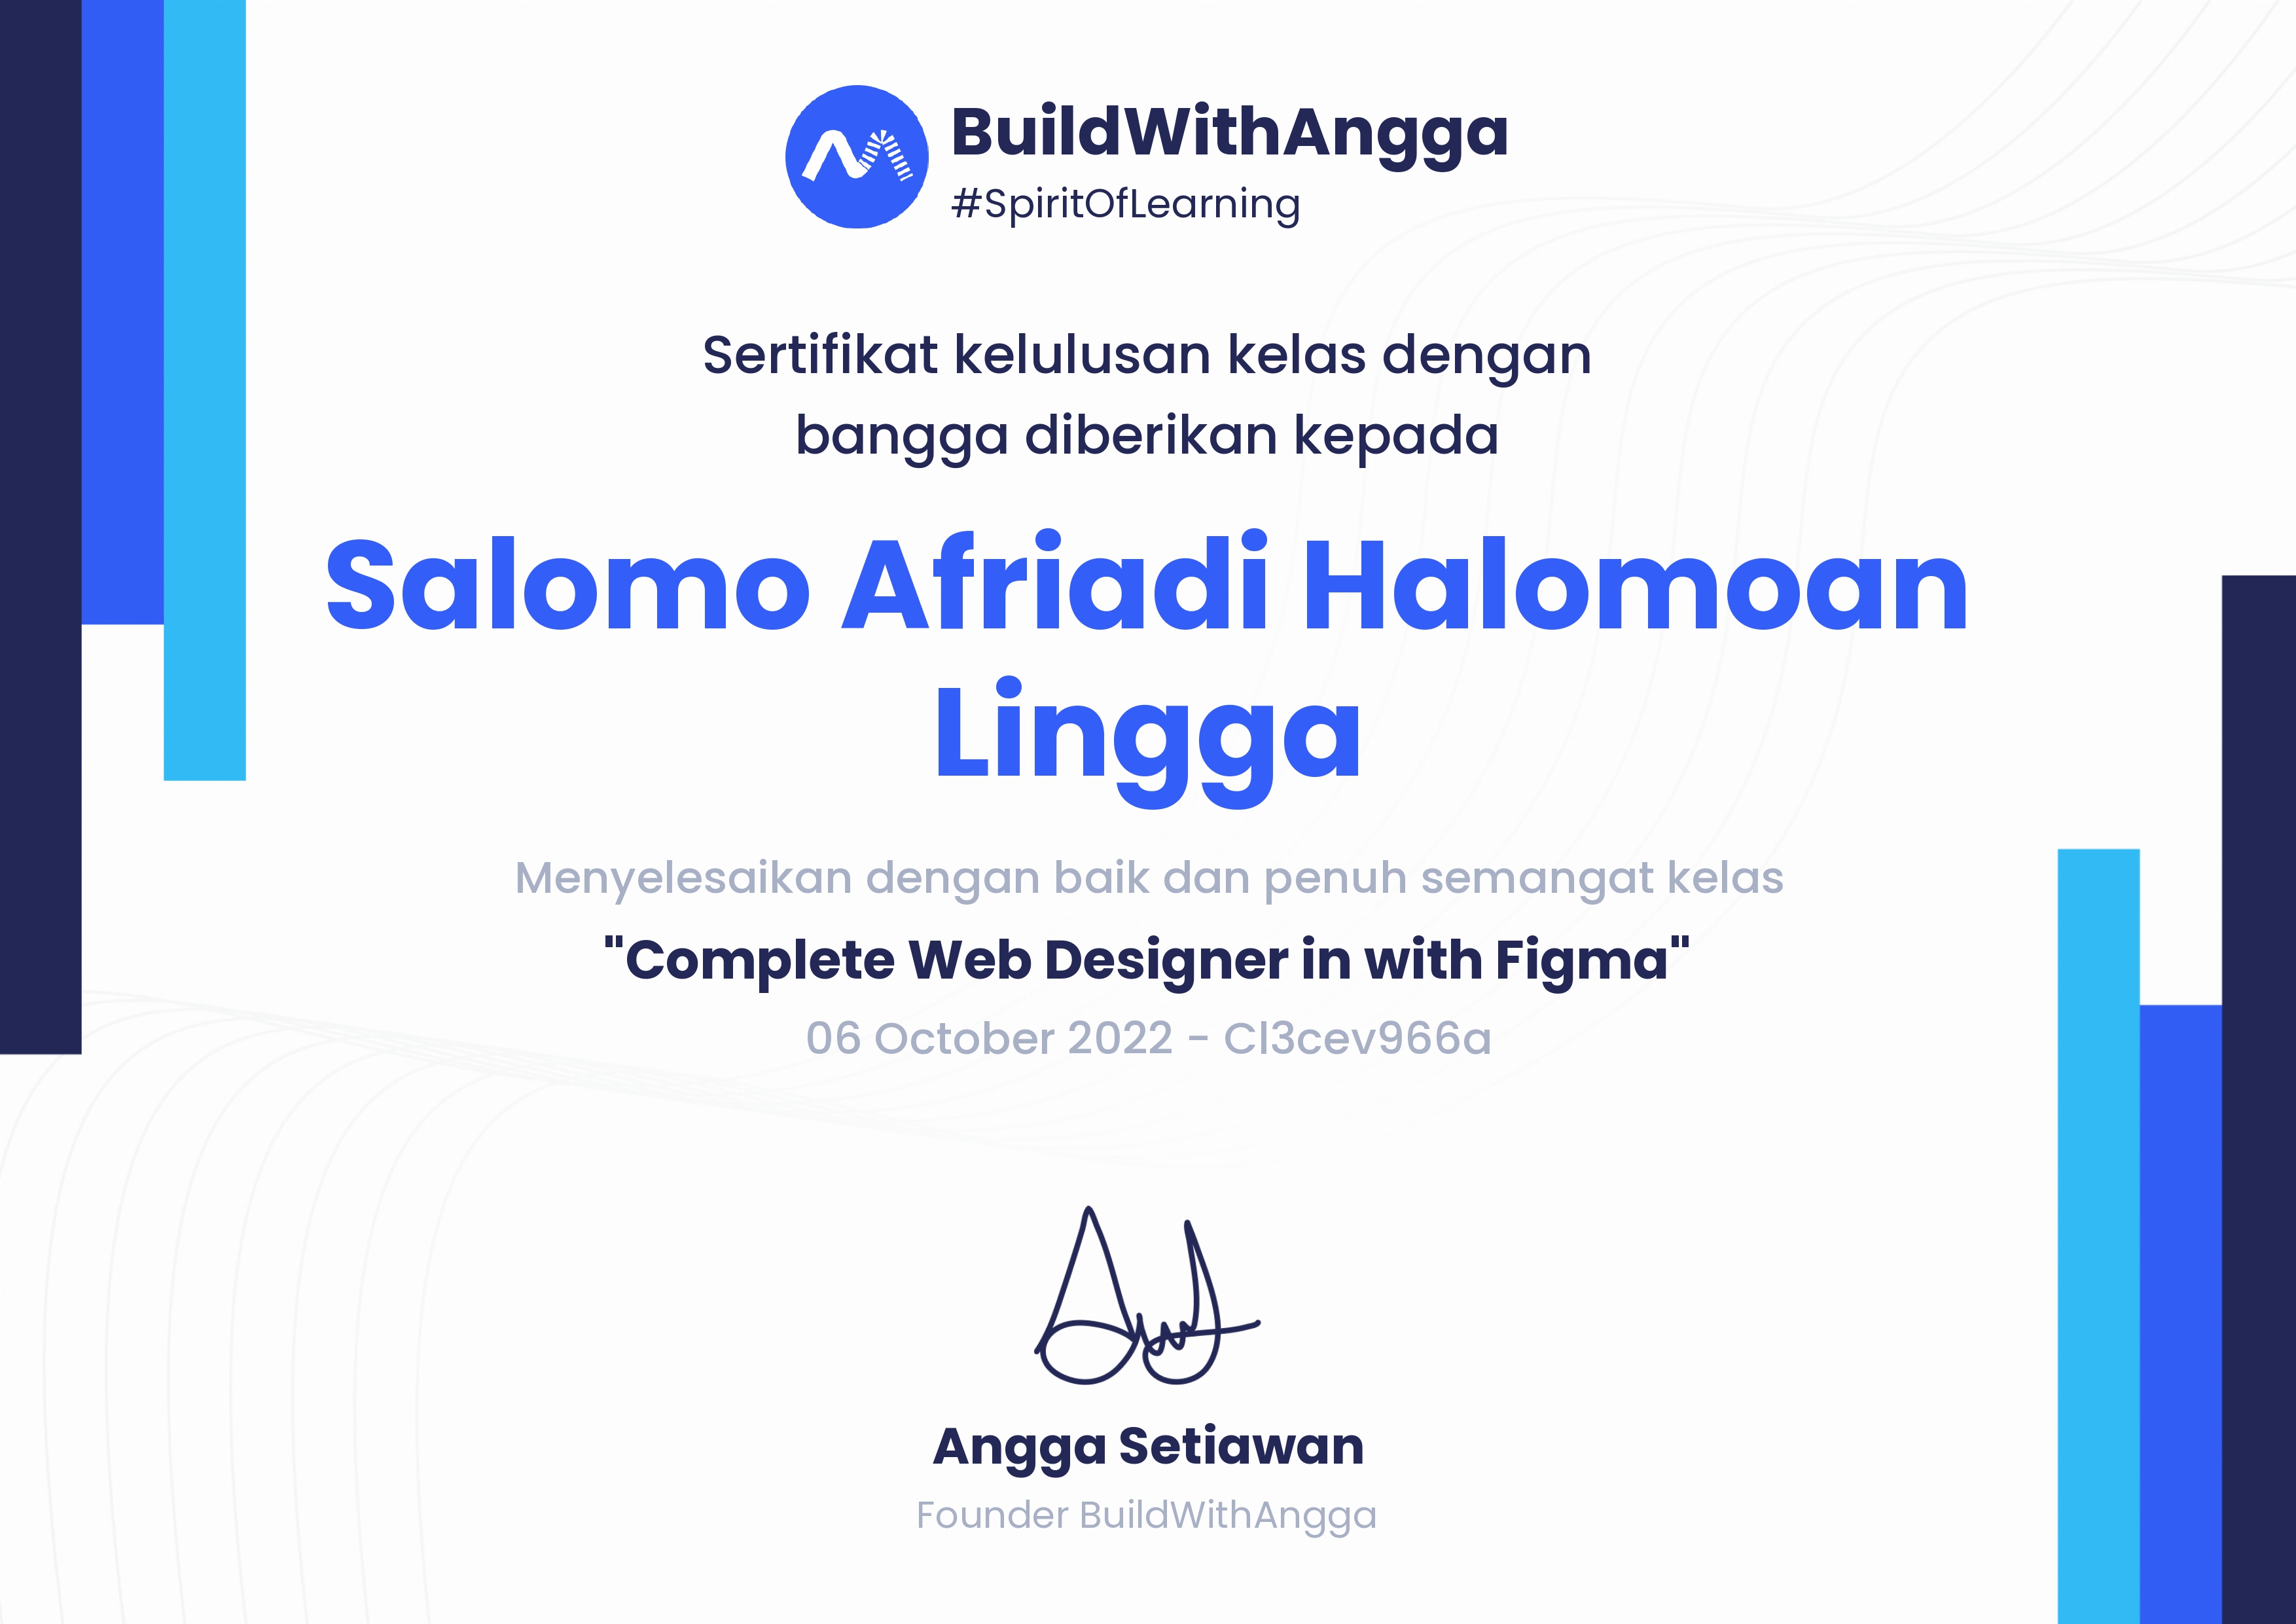 BuildWithAngga
#SpiritOfLearning
Sertifikat kelulusan kelas dengan
bangga diberikan kepada
Salomo Afriadi Halomoan
Lingga
Menyelesaikan dengan baik dan penuh semangat kelas
"Complete Web Designer in with Figma"
06 October 2022 - Cl3cev966a
Angga Setiawan
Founder BuildWithAngga